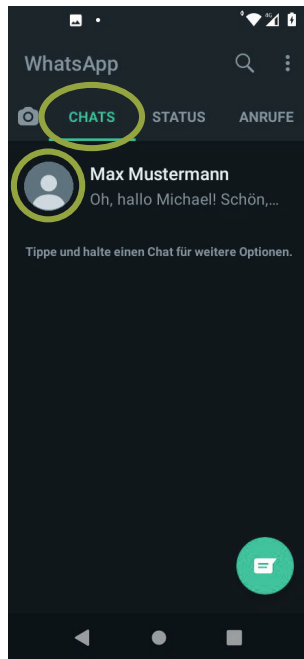 WhatsApp
CHATS STATUS ANRUFE
Max Mustermann
Oh, hallo Michael! Schön,...
Tippe und halte einen Chat für weitere Optionen.